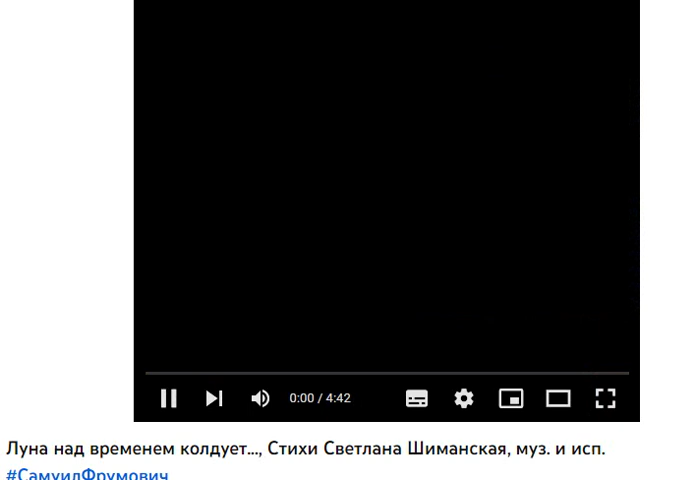 0:00 / 4:42
Луна над временем колдует..., Стихи Светлана Шиманская, муз. и исп.
#СамуилФрумович